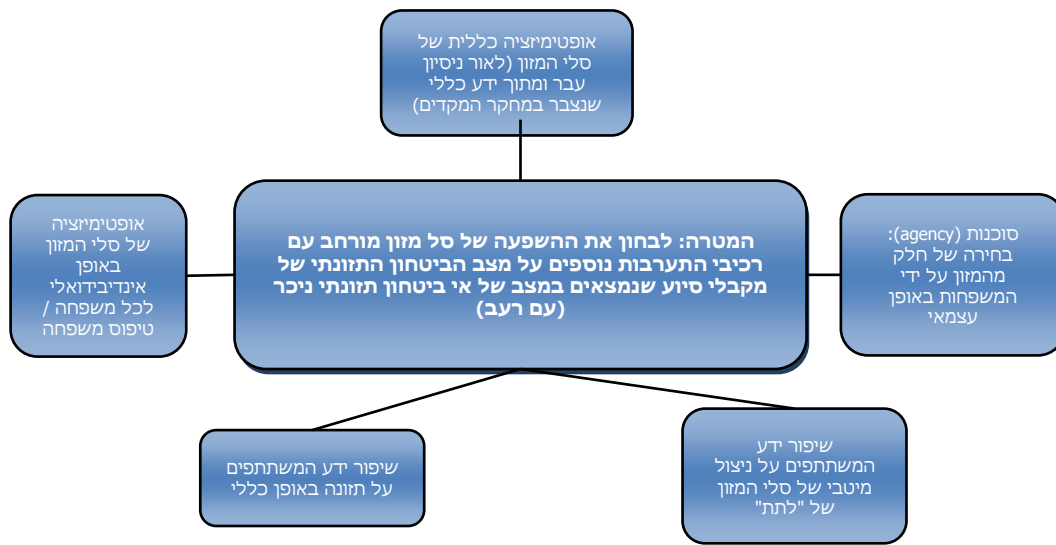 אופטימיזציה כללית של
סלי המזון (לאור ניסיון
עבר ומתוך ידע כללי
שנצבר במחקר המקדים)
סוכנות (agency):
בחירה של חלק
מהמזון על ידי
המשפחות באופן
עצמאי
המטרה: לבחון את ההשפעה של סל מזון מורחב עם
רכיבי התערבות נוספים על מצב הביטחון התזונתי של
מקבלי סיוע שנמצאים במצב של אי ביטחון תזונתי ניכר
(עם רעב)
אופטימיזציה
של סלי המזון
באופן
אינדיבידואלי
לכל משפחה /
טיפוס משפחה
שיפור ידע
המשתתפים על ניצול
מיטבי של סלי המזון
של "לתת"
שיפור ידע המשתתפים
על תזונה באופן כללי